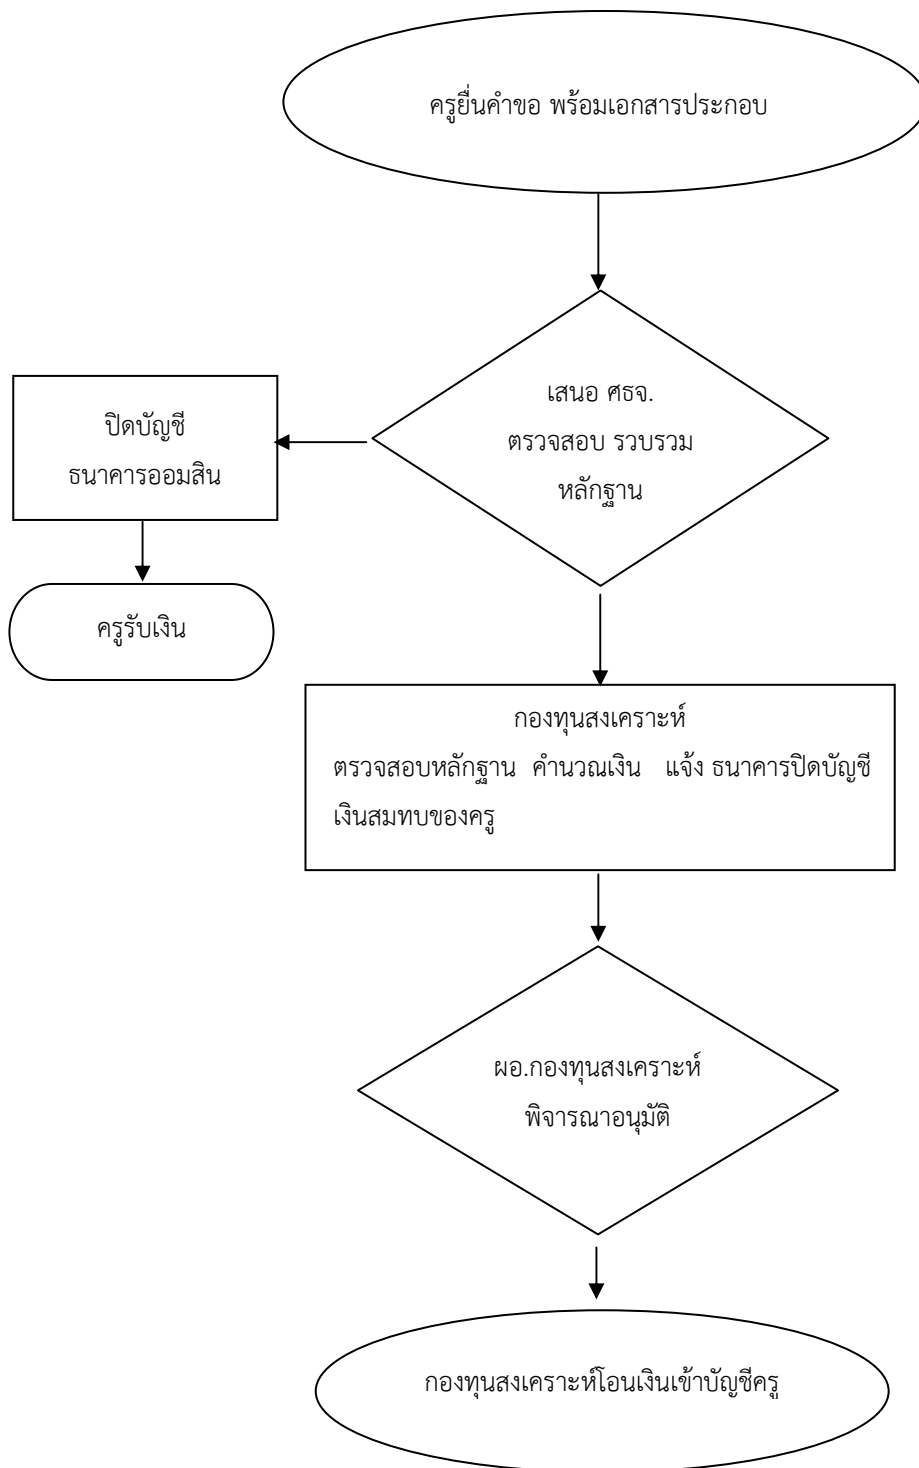 ครูยื่นคำขอ พร้อมเอกสารประกอบ
เสนอ ศธจ.
ตรวจสอบ รวบรวม
หลักฐาน
ปิดบัญชี
ธนาคารออมสิน
ครูรับเงิน
กองทุนสงเคราะห์
ตรวจสอบหลักฐาน คำนวณเงิน แจ้ง ธนาคารปิดบัญชี
เงินสมทบของครู
ผอ.กองทุนสงเคราะห์
พิจารณาอนุมัติ
กองทุนสงเคราะห์โอนเงินเข้าบัญชีครู